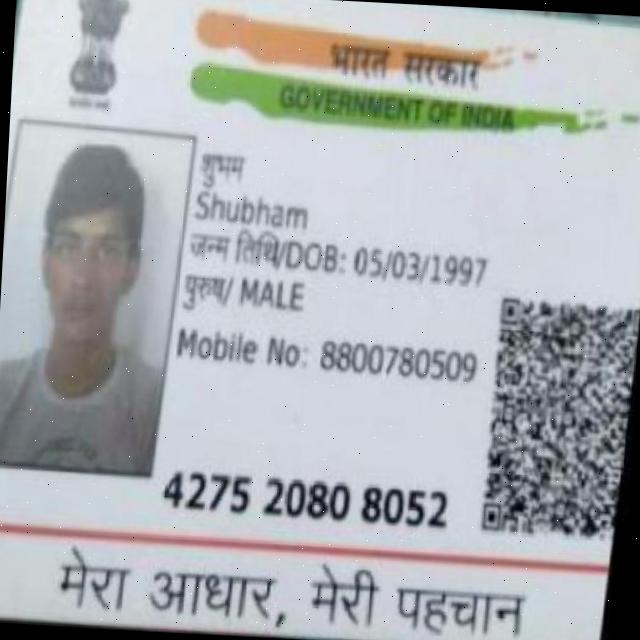 भारत सरकार
GOVERNMENT OF INDIA
शुभम
Shubham
जन्म तिथि/DOB: 05/03/1997
पुरुष/ MALE
Mobile No: 8800780509
4275 2080 8052
मेरा आधार, मेरी पहचान